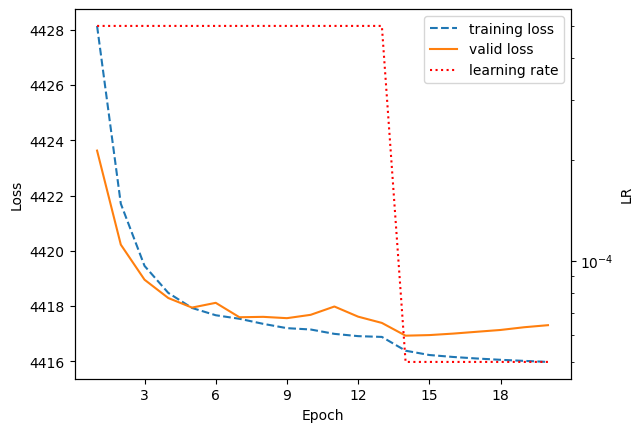 training loss
valid loss
learning rate
4428
4426
4424
4422
4420
4418
4416
Loss
10⁻⁴
LR
3 6 9 12 15 18
Epoch